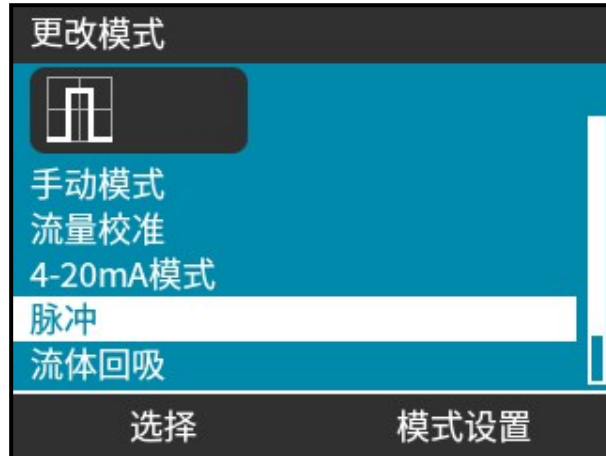 更改模式
手动模式
流量校准
4-20mA模式
脉冲
流体回吸
选择 模式设置